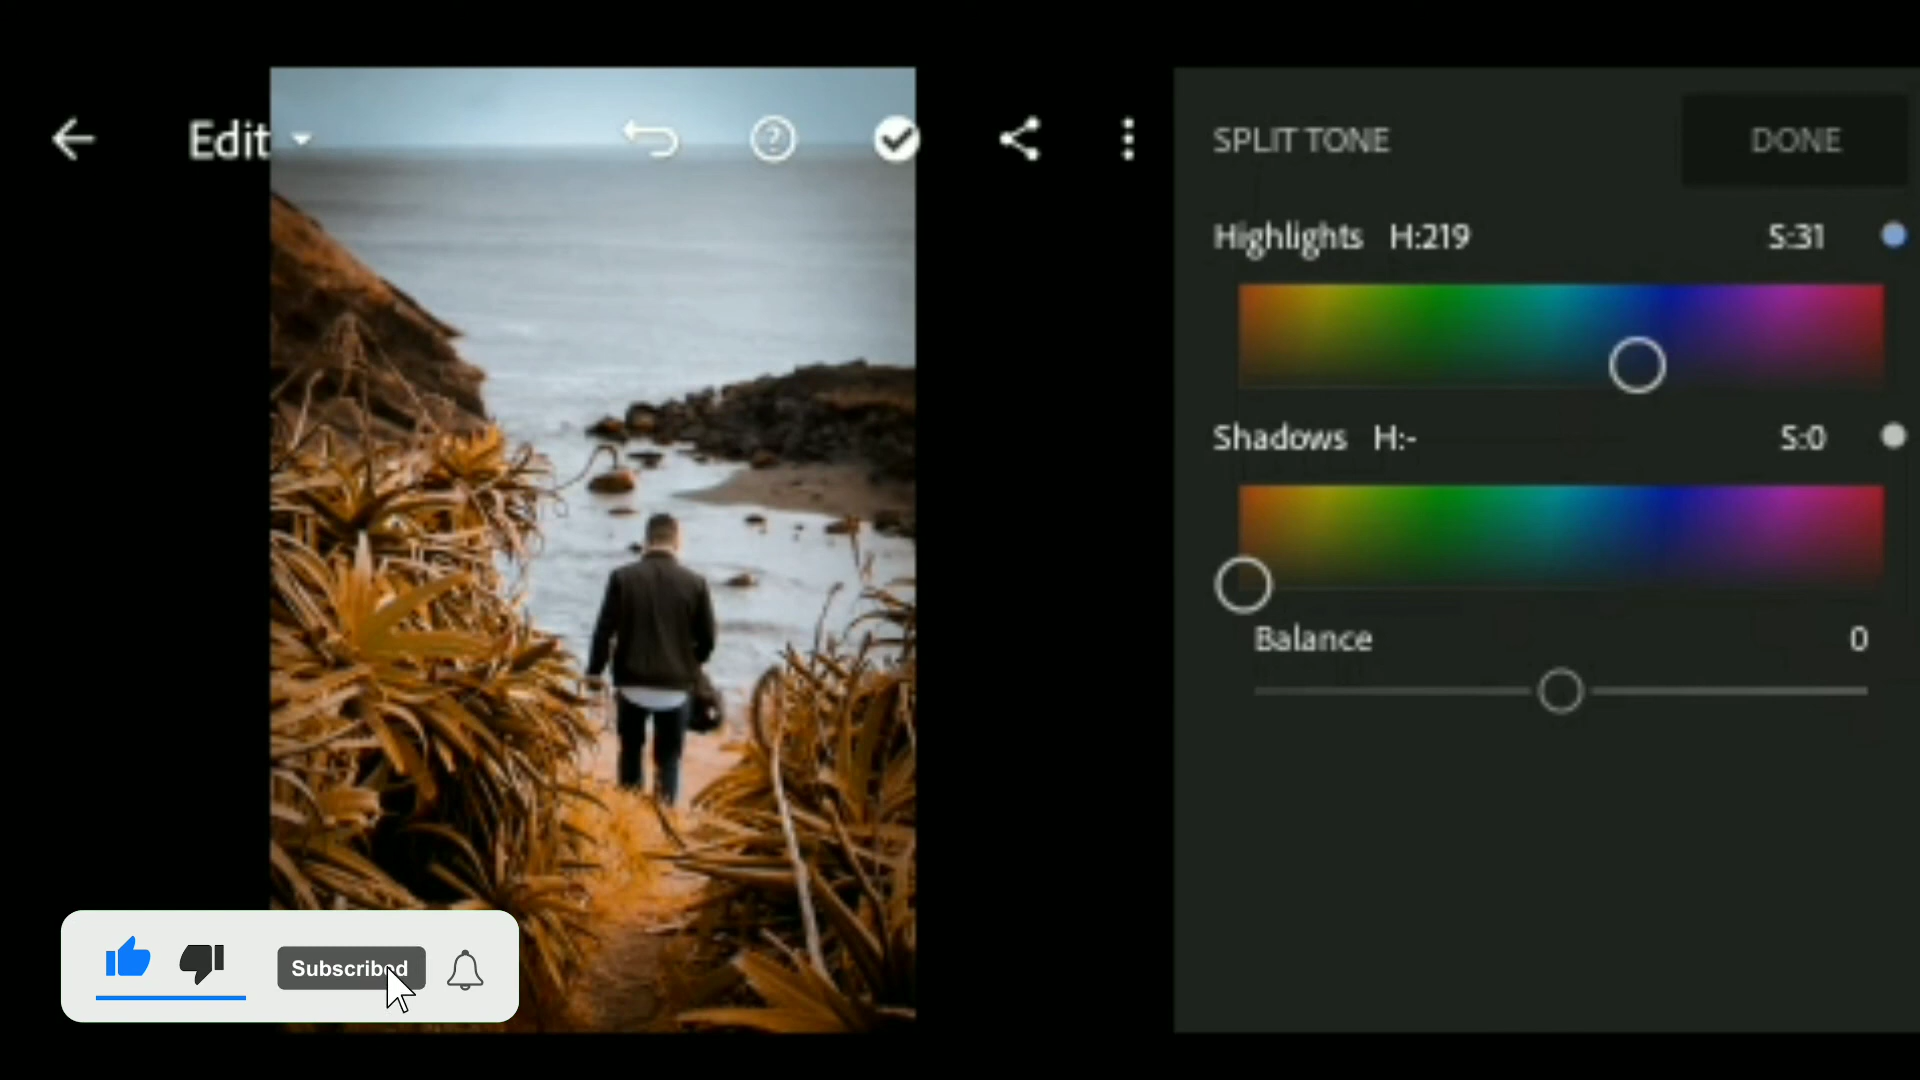 Edit
SPLIT TONE
DONE
Highlights H:219 S:31
Shadows H:- S:0
Balance 0
Subscribed